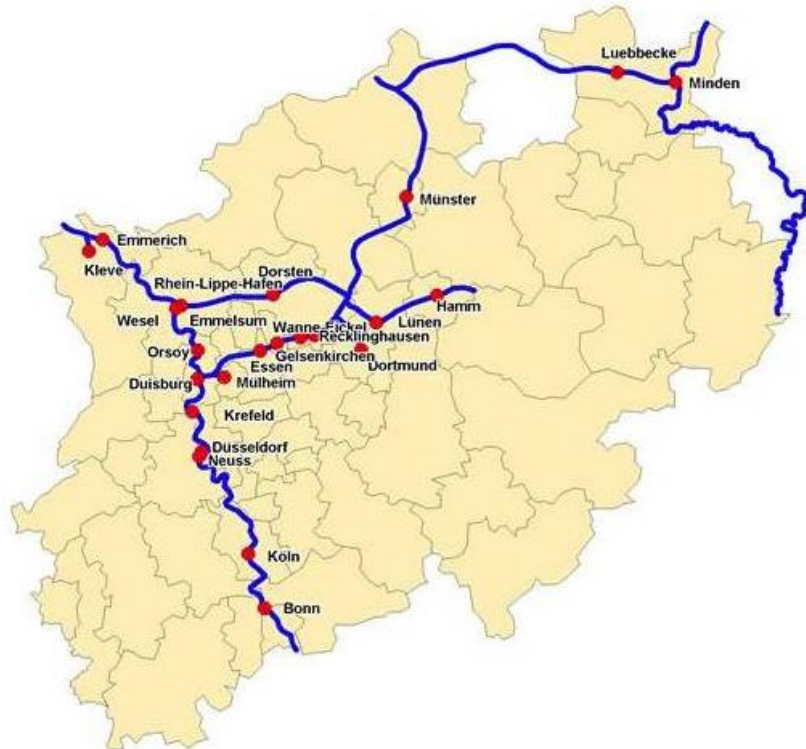 Luebbecke
Minden
Münster
Emmerich
Kleve
Rhein-Lippe-Hafen
Dorsten
Hamm
Wesel
Emmelsum
Wanne-Eickel
Lünen
Recklinghausen
Orsoy
Gelsenkirchen
Essen
Dortmund
Duisburg
Mülheim
Krefeld
Düsseldorf
Neuss
Köln
Bonn